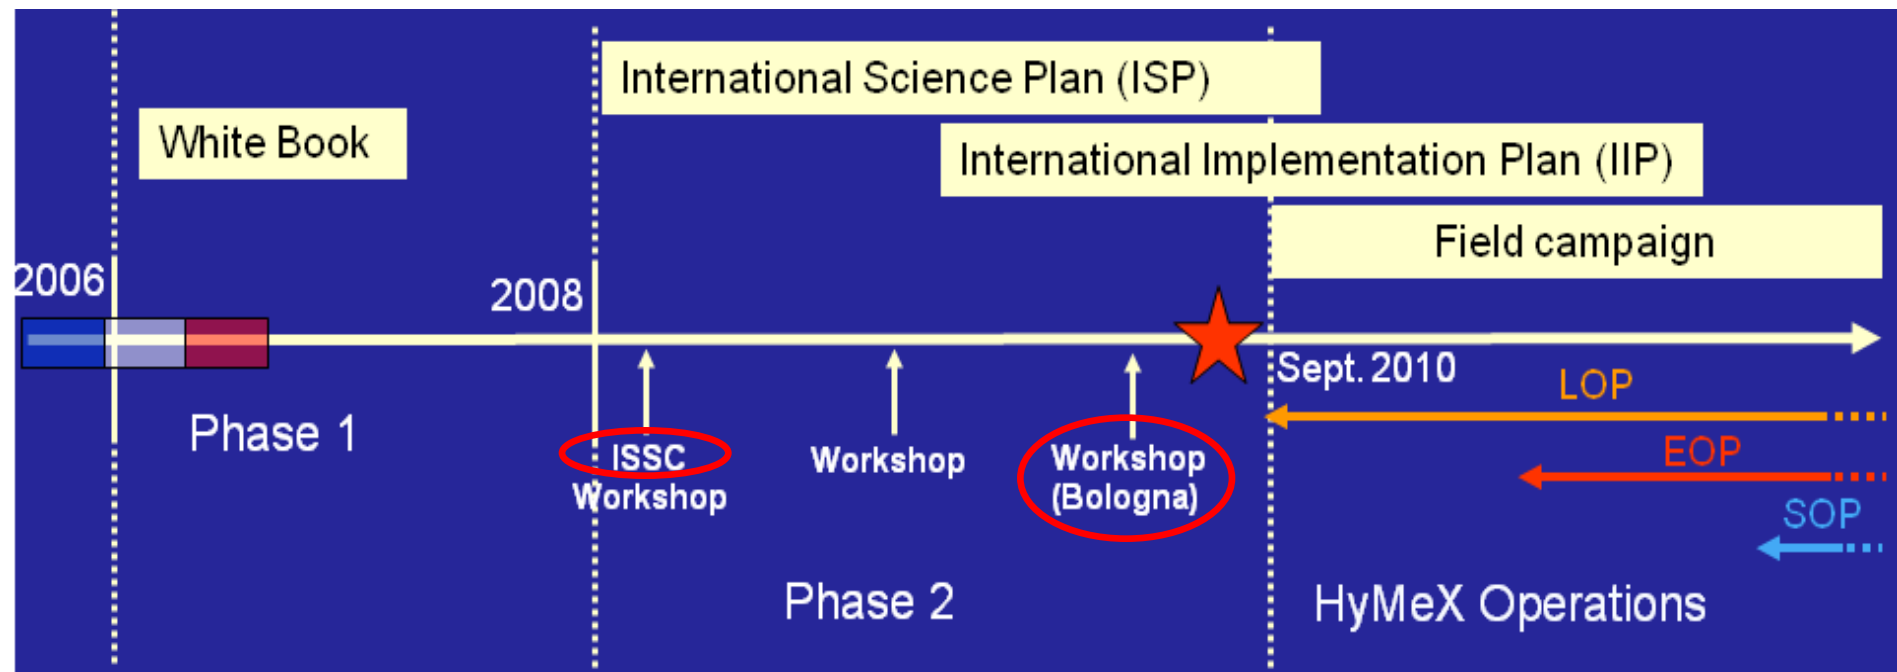 International Science Plan (ISP)
White Book
International Implementation Plan (IIP)
Field campaign
2006
2008
Sept. 2010
LOP
Phase 1
ISSC
Workshop
Workshop
Workshop
(Bologna)
EOP
SOP
Phase 2
HyMeX Operations